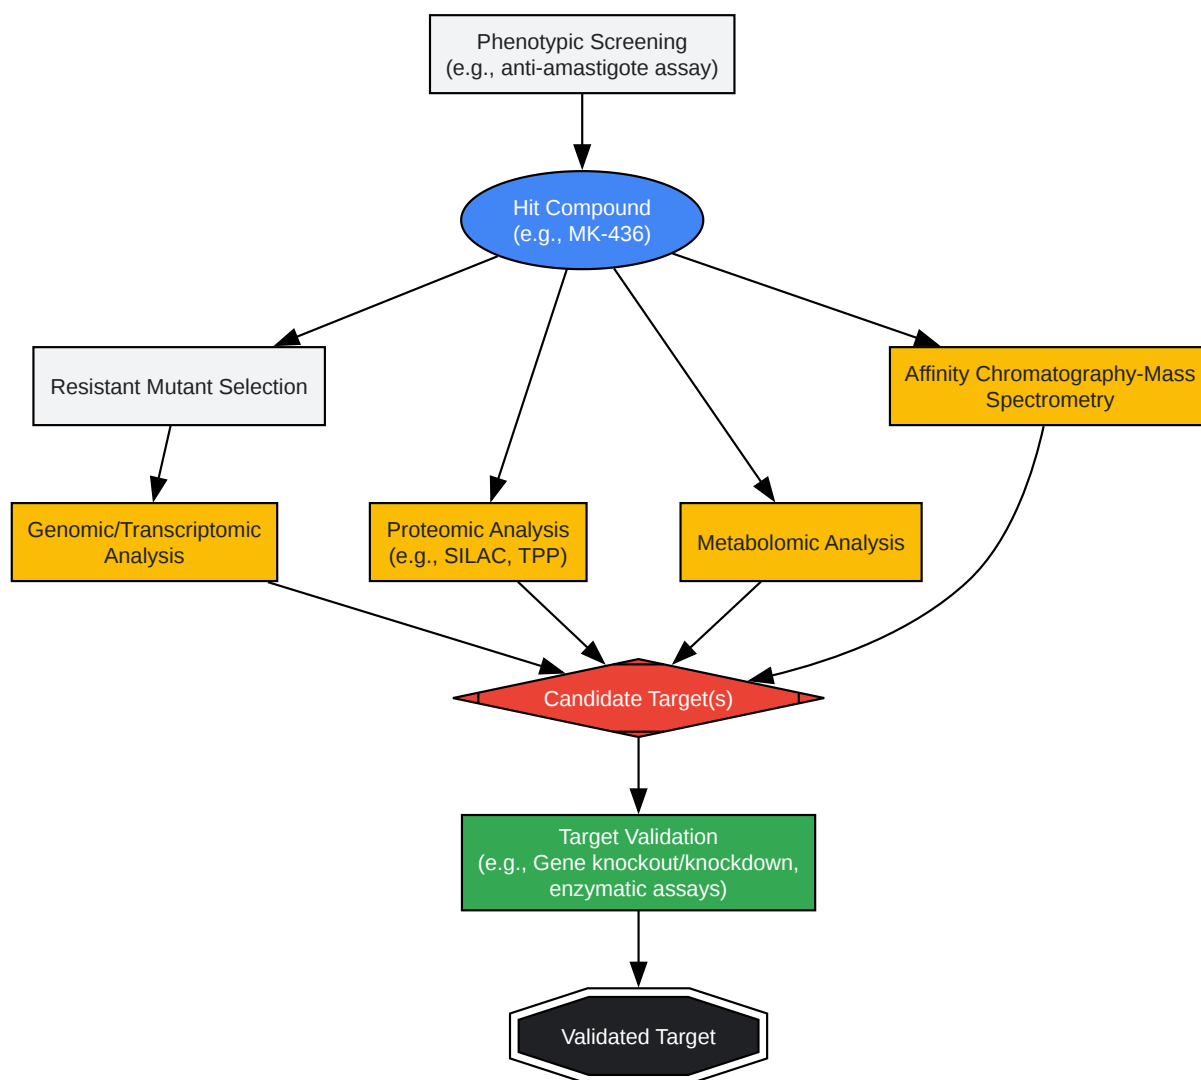 Phenotypic Screening
(e.g., anti-amastigote assay)
Hit Compound
(e.g., MK-436)
Resistant Mutant Selection
Affinity Chromatography-Mass
Spectrometry
Genomic/Transcriptomic
Analysis
Proteomic Analysis
(e.g., SILAC, TPP)
Metabolomic Analysis
Candidate Target(s)
Target Validation
(e.g., Gene knockout/knockdown,
enzymatic assays)
Validated Target